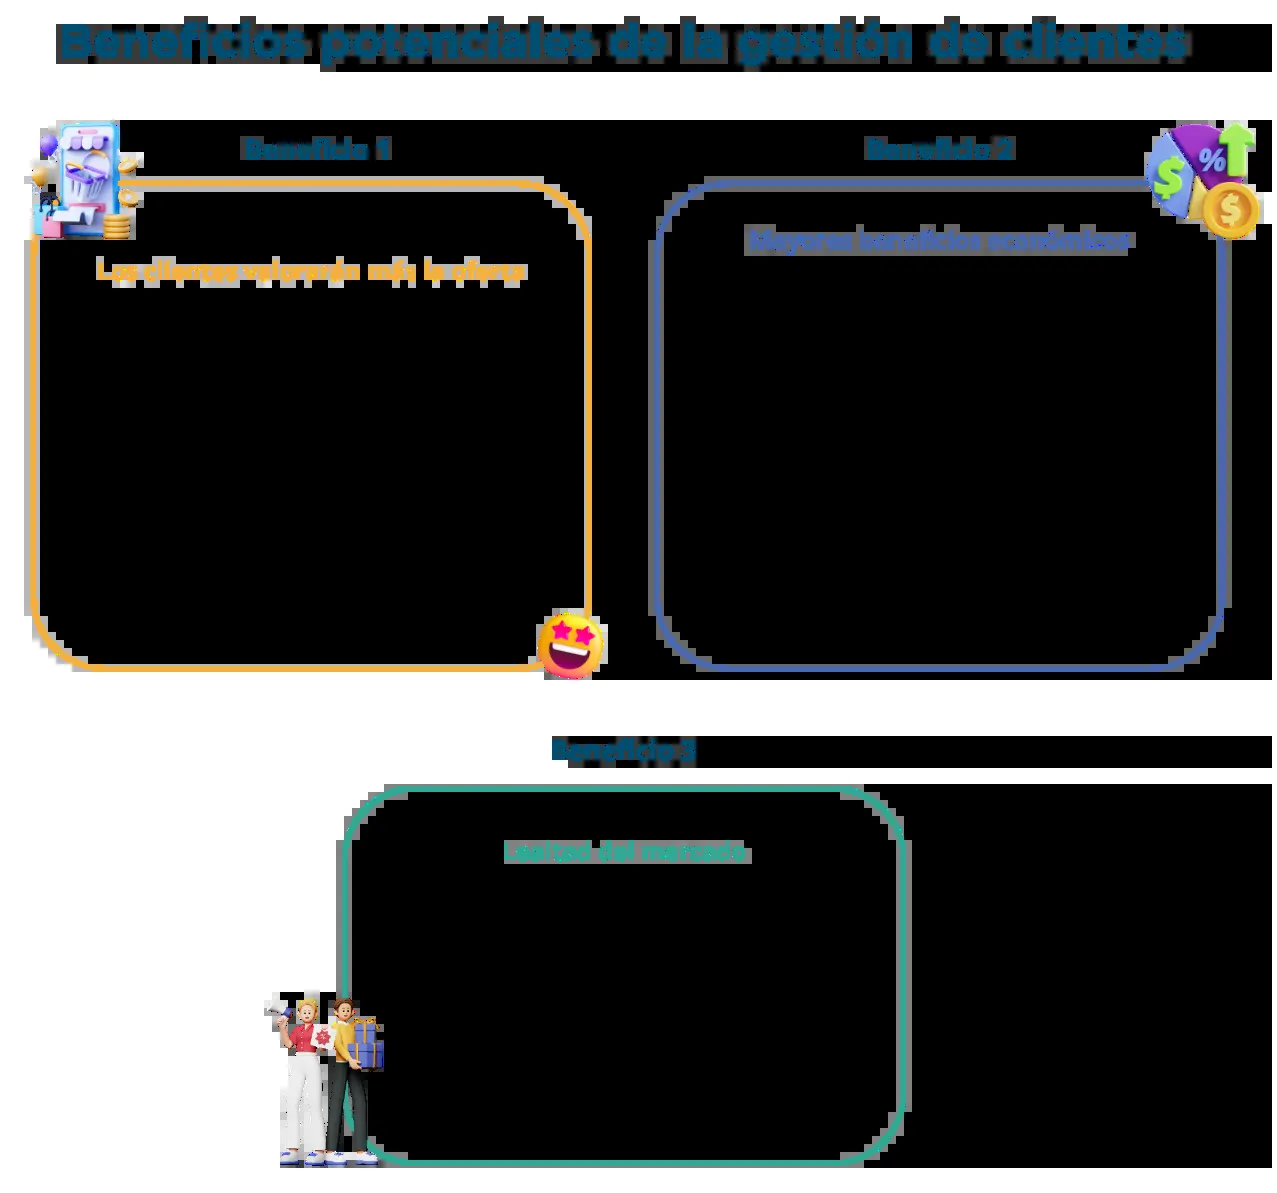 Beneficios potenciales de la gestión de clientes
Beneficio 1
Los clientes valorarán más la oferta
Beneficio 2
Mayores beneficios económicos
Beneficio 3
Lealtad del mercado